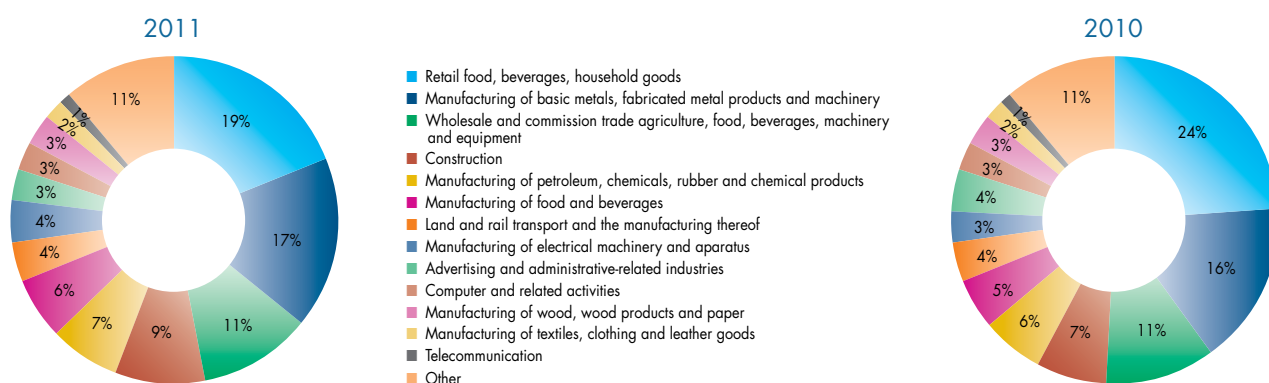 2011
2010
11%
19%
17%
11%
9%
7%
6%
4%
4%
3%
3%
3%
2%
1%
Retail food, beverages, household goods
Manufacturing of basic metals, fabricated metal products and machinery
Wholesale and commission trade agriculture, food, beverages, machinery
and equipment
Construction
Manufacturing of petroleum, chemicals, rubber and chemical products
Manufacturing of food and beverages
Land and rail transport and the manufacturing thereof
Manufacturing of electrical machinery and aparatus
Advertising and administrative-related industries
Computer and related activities
Manufacturing of wood, wood products and paper
Manufacturing of textiles, clothing and leather goods
Telecommunication
Other
11%
24%
16%
11%
7%
6%
5%
4%
3%
4%
3%
3%
2%
1%